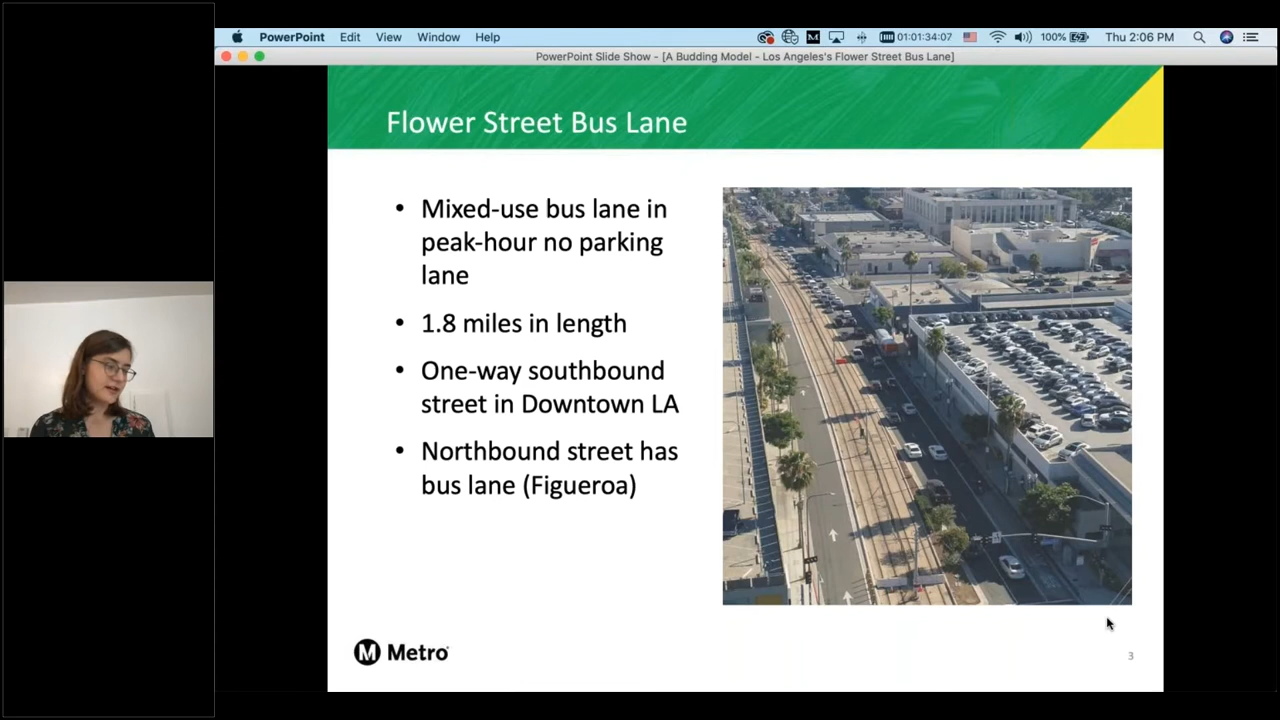 PowerPoint Edit View Window Help 01:01:34:07 100% Thu 2:06 PM
PowerPoint Slide Show - [A Budding Model - Los Angeles's Flower Street Bus Lane]
Flower Street Bus Lane
• Mixed-use bus lane in
peak-hour no parking
lane
• 1.8 miles in length
• One-way southbound
street in Downtown LA
• Northbound street has
bus lane (Figueroa)
M Metro
3